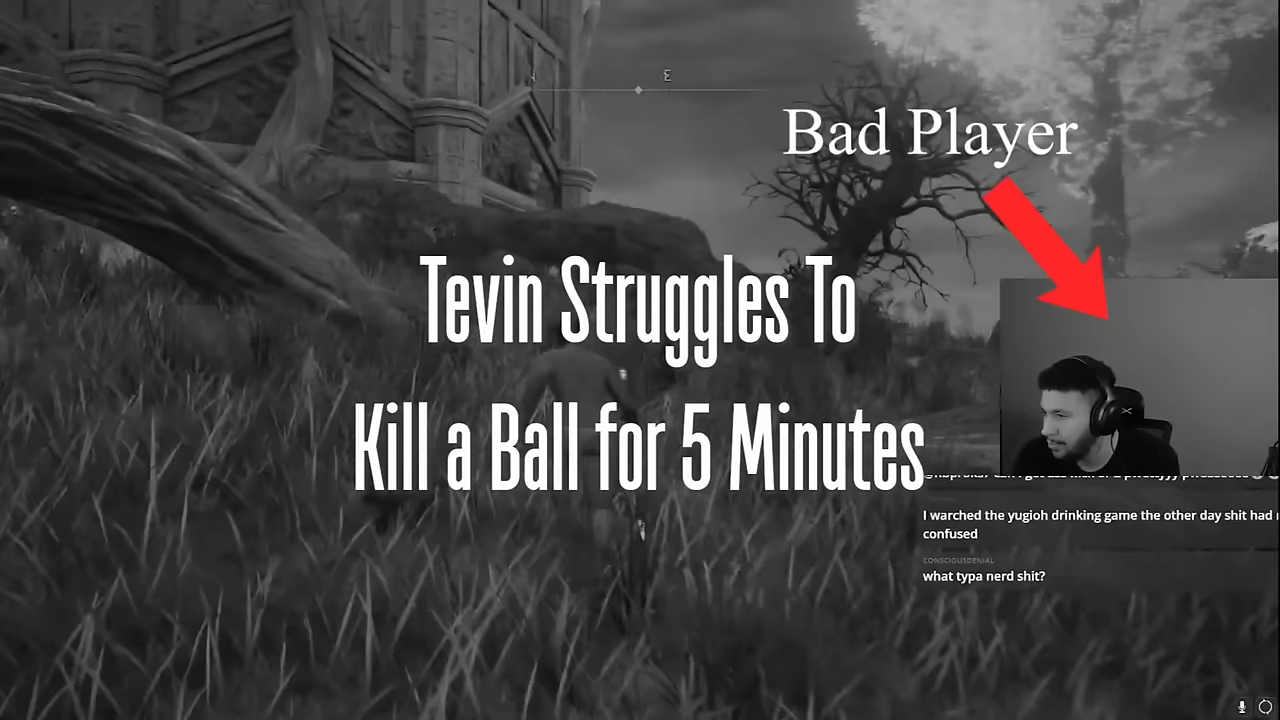 E
Bad Player
Tevin Struggles To
Kill a Ball for 5 Minutes
I warched the yugioh drinking game the other day shit had
confused
CONSCIOUSDENIAL
what typa nerd shit?